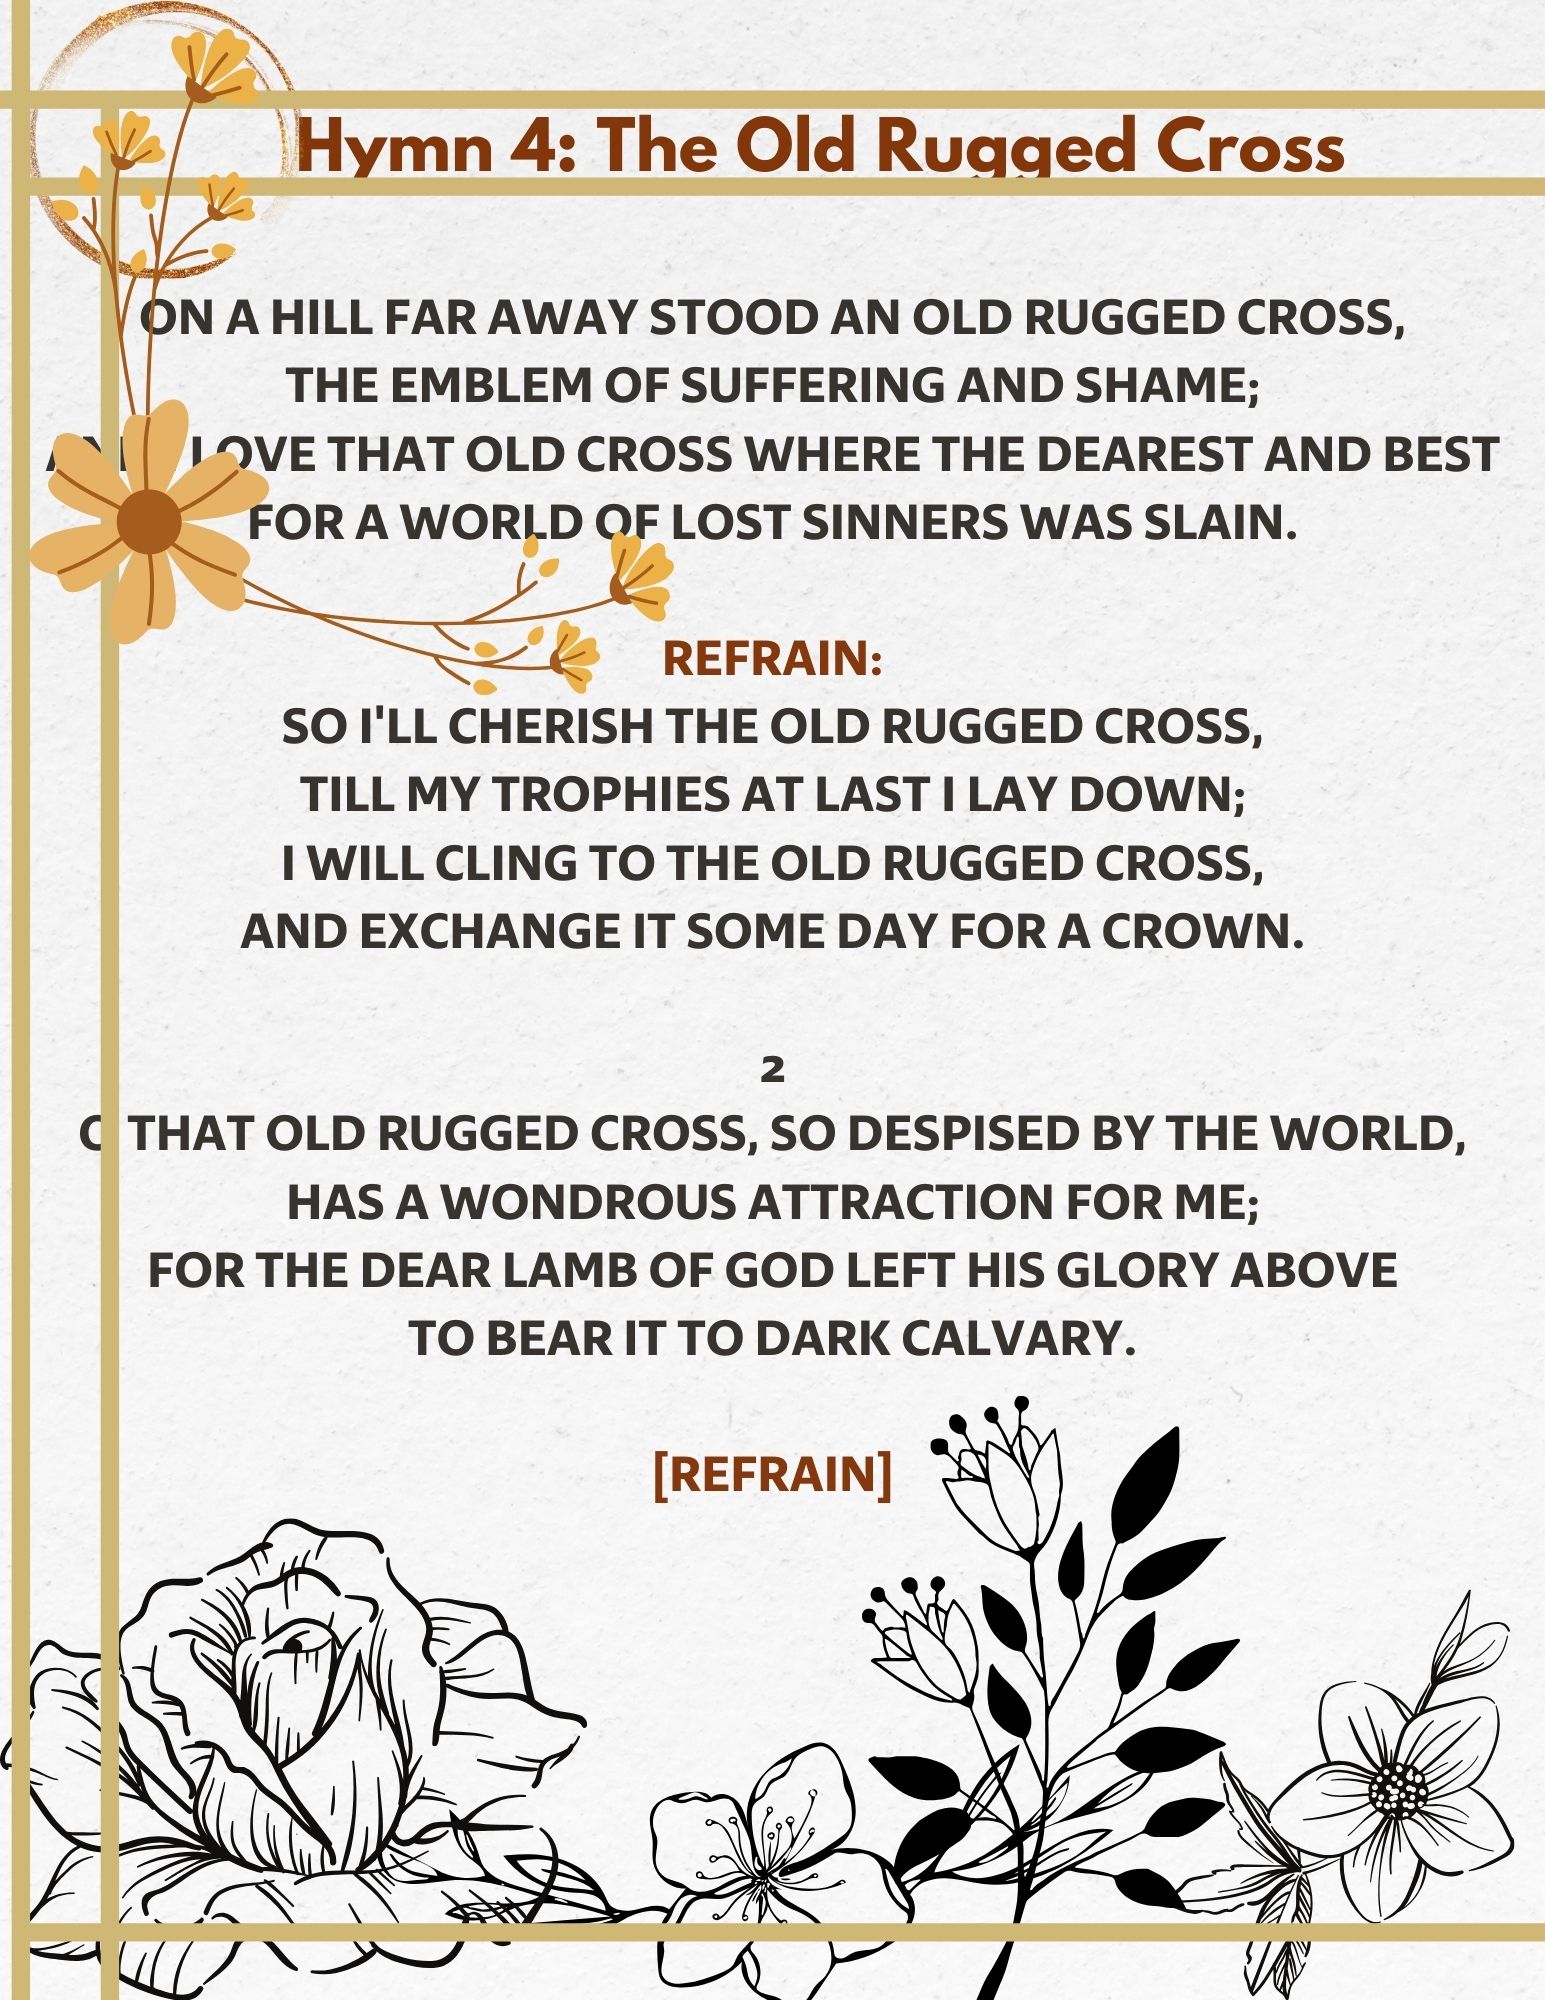 Hymn 4: The Old Rugged Cross
ON A HILL FAR AWAY STOOD AN OLD RUGGED CROSS,
THE EMBLEM OF SUFFERING AND SHAME;
AND I LOVE THAT OLD CROSS WHERE THE DEAREST AND BEST
FOR A WORLD OF LOST SINNERS WAS SLAIN.
REFRAIN:
SO I'LL CHERISH THE OLD RUGGED CROSS,
TILL MY TROPHIES AT LAST I LAY DOWN;
I WILL CLING TO THE OLD RUGGED CROSS,
AND EXCHANGE IT SOME DAY FOR A CROWN.
2
O THAT OLD RUGGED CROSS, SO DESPISED BY THE WORLD,
HAS A WONDROUS ATTRACTION FOR ME;
FOR THE DEAR LAMB OF GOD LEFT HIS GLORY ABOVE
TO BEAR IT TO DARK CALVARY.
[REFRAIN]